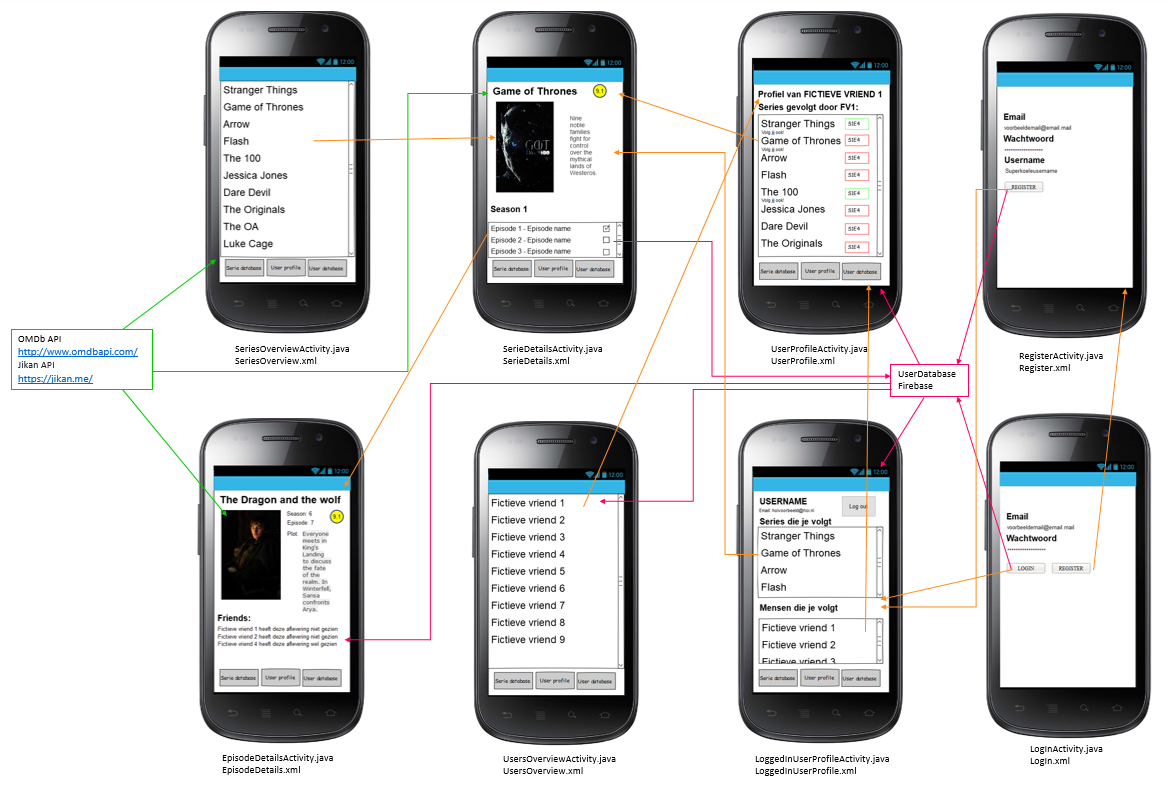 12:00
Stranger Things
Game of Thrones
Arrow
Flash
The 100
Jessica Jones
Dare Devil
The Originals
The OA
Luke Cage
Serie database
User profile
User database
SeriesOverviewActivity.java
SeriesOverview.xml
12:00
Game of Thrones
9,1
Nine
noble
families
fight for
control
over the
mythical
lands of
Westeros.
GOT
Season 1
Episode 1 - Episode name
Episode 2 - Episode name
Episode 3 - Episode name
Serie database
User profile
User database
SerieDetailsActivity.java
SerieDetails.xml
12:00
Profiel van FICTIEVE VRIEND 1
Series gevolgd door FV1:
Stranger Things
S1E4
Volg jij ook!
Game of Thrones
S1E4
Volg jij ook!
Arrow
S1E4
Flash
S1E4
The 100
S1E4
Volg jij ook!
Jessica Jones
S1E4
Dare Devil
S1E4
The Originals
S1E4
Serie database
User profile
User database
UserProfileActivity.java
UserProfile.xml
12:00
Email
voorbeeldemail@email.mail
Wachtwoord
------------------
Username
Superkoeleusername
REGISTER
RegisterActivity.java
Register.xml
OMDb API
http://www.omdbapi.com/
Jikan API
https://jikan.me/
UserDatabase
Firebase
12:00
The Dragon and the wolf
Season: 6
Episode: 7
9,1
Plot:
Everyone
meets in
King's
Landing
to discuss
the fate
of the
realm. In
Winterfell,
Sansa
confronts
Arya.
Friends:
Fictieve vriend 1 heeft deze aflevering niet gezien
Fictieve vriend 2 heeft deze aflevering niet gezien
Fictieve vriend 4 heeft deze aflevering wel gezien
Serie database
User profile
User database
EpisodeDetailsActivity.java
EpisodeDetails.xml
12:00
Fictieve vriend 1
Fictieve vriend 2
Fictieve vriend 3
Fictieve vriend 4
Fictieve vriend 5
Fictieve vriend 6
Fictieve vriend 7
Fictieve vriend 8
Fictieve vriend 9
Serie database
User profile
User database
UsersOverviewActivity.java
UsersOverview.xml
12:00
USERNAME
Email: hoivoorbeeld@hoi.nl
Log out
Series die je volgt
Stranger Things
Game of Thrones
Arrow
Flash
Mensen die je volgt
Fictieve vriend 1
Fictieve vriend 2
Fictieve vriend 3
Serie database
User profile
User database
LoggedInUserProfileActivity.java
LoggedInUserProfile.xml
12:00
Email
voorbeeldemail@email.mail
Wachtwoord
------------------
LOGIN
REGISTER
LogInActivity.java
LogIn.xml